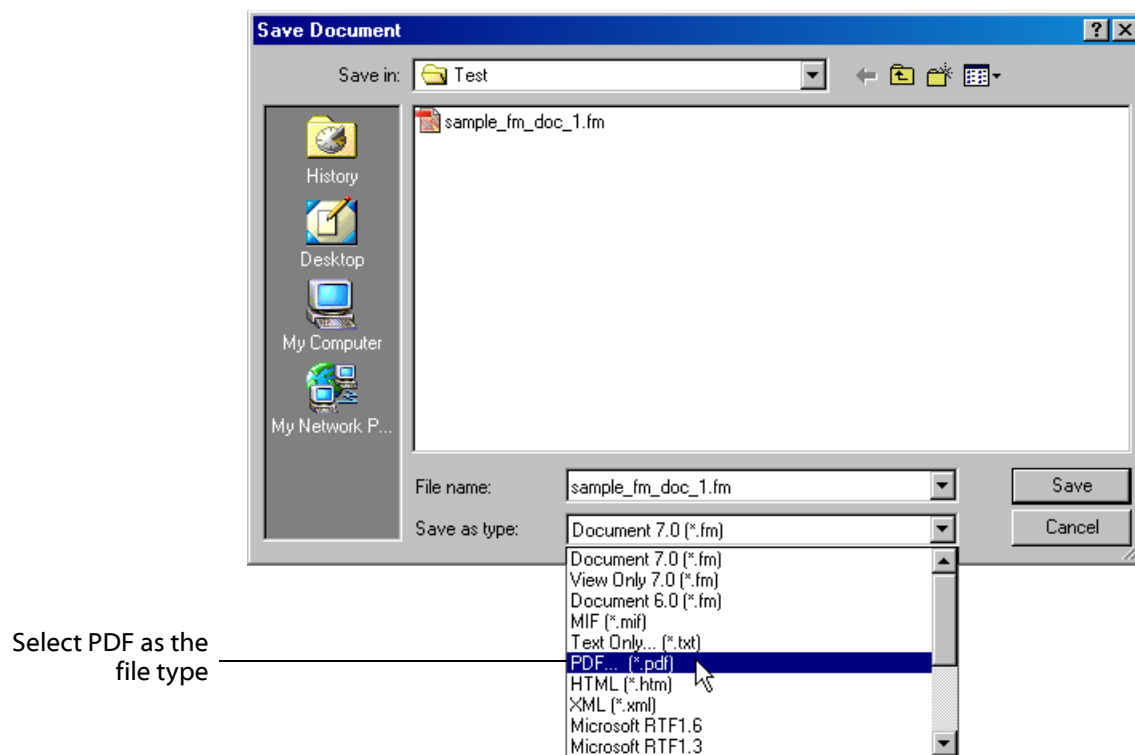 Save Document
Save in:
Test
sample_fm_doc_1.fm
History
Desktop
My Computer
My Network P...
File name:
sample_fm_doc_1.fm
Save
Save as type:
Document 7.0 (*.fm)
Cancel
Document 7.0 (*.fm)
View Only 7.0 (*.fm)
Document 6.0 (*.fm)
MIF (*.mif)
Text Only... (*.txt)
PDF... (*.pdf)
HTML (*.htm)
XML (*.xml)
Microsoft RTF1.6
Microsoft RTF1.3
Select PDF as the
file type